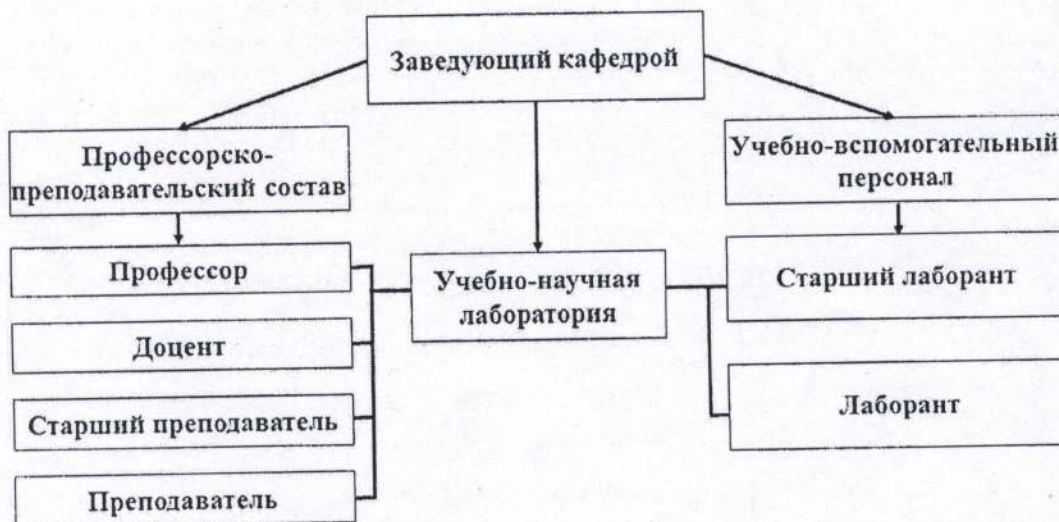 Заведующий кафедрой
Профессорско-
преподавательский состав
Учебно-вспомогательный
персонал
Профессор
Учебно-научная
лаборатория
Старший лаборант
Доцент
Старший преподаватель
Лаборант
Преподаватель